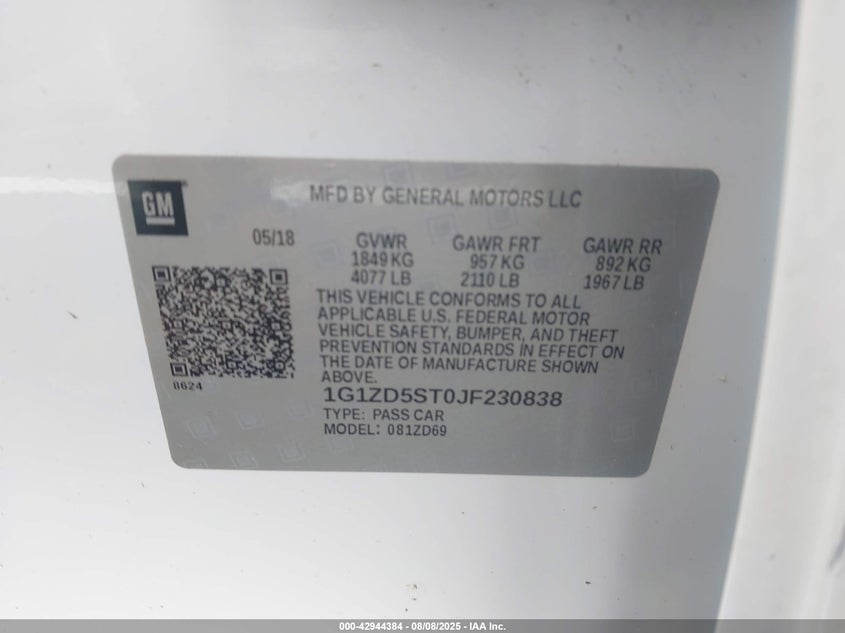 GM
MFD BY GENERAL MOTORS LLC
05/18
GVWR GAWR FRT GAWR RR
1849 KG 957 KG 892 KG
4077 LB 2110 LB 1967 LB
THIS VEHICLE CONFORMS TO ALL
APPLICABLE U.S. FEDERAL MOTOR
VEHICLE SAFETY, BUMPER, AND THEFT
PREVENTION STANDARDS IN EFFECT ON
THE DATE OF MANUFACTURE SHOWN
ABOVE.
8624
1G1ZD5ST0JF230838
TYPE: PASS CAR
MODEL: 081ZD69
000-42944384 - 08/08/2025 - IAA Inc.